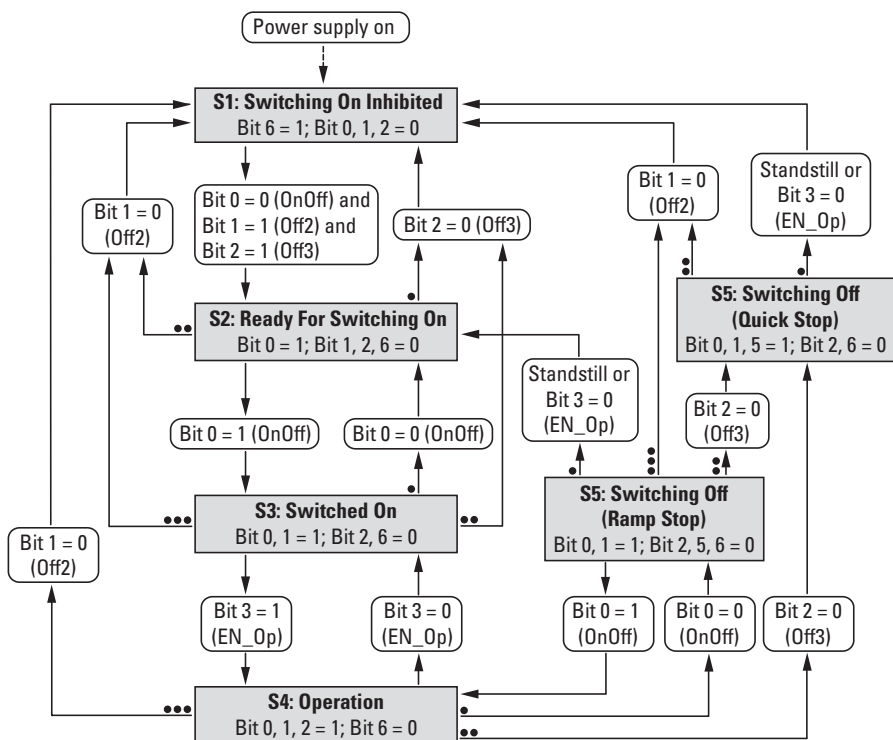 Power supply on
S1: Switching On Inhibited
Bit 6 = 1; Bit 0, 1, 2 = 0
Bit 0 = 0 (OnOff) and
Bit 1 = 1 (Off2) and
Bit 2 = 1 (Off3)
Bit 1 = 0
(Off2)
Bit 2 = 0 (Off3)
Bit 1 = 0
(Off2)
Standstill or
Bit 3 = 0
(EN_Op)
S2: Ready For Switching On
Bit 0 = 1; Bit 1, 2, 6 = 0
S5: Switching Off
(Quick Stop)
Bit 0, 1, 5 = 1; Bit 2, 6 = 0
Bit 0 = 1 (OnOff)
Bit 0 = 0 (OnOff)
Standstill or
Bit 3 = 0
(EN_Op)
Bit 2 = 0
(Off3)
S3: Switched On
Bit 0, 1 = 1; Bit 2, 6 = 0
S5: Switching Off
(Ramp Stop)
Bit 0, 1 = 1; Bit 2, 5, 6 = 0
Bit 1 = 0
(Off2)
Bit 3 = 1
(EN_Op)
Bit 3 = 0
(EN_Op)
Bit 0 = 1
(OnOff)
Bit 0 = 0
(OnOff)
Bit 2 = 0
(Off3)
S4: Operation
Bit 0, 1, 2 = 1; Bit 6 = 0